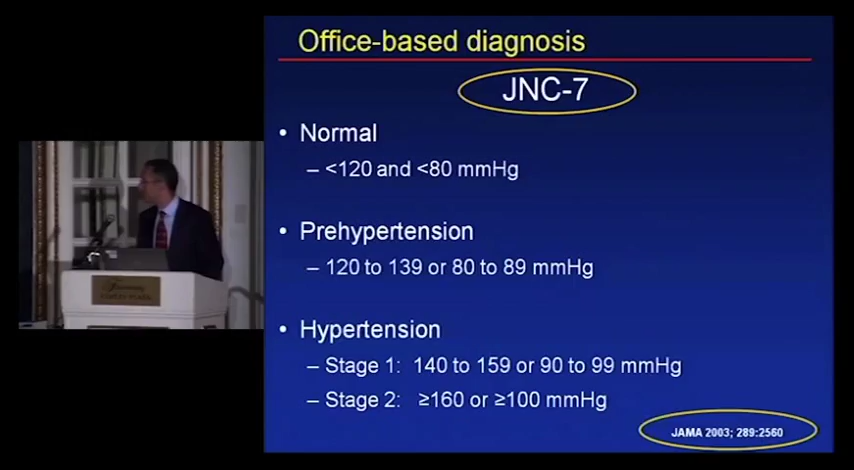 Office-based diagnosis
JNC-7
• Normal
– <120 and <80 mmHg
• Prehypertension
– 120 to 139 or 80 to 89 mmHg
• Hypertension
– Stage 1: 140 to 159 or 90 to 99 mmHg
– Stage 2: ≥160 or ≥100 mmHg
JAMA 2003; 289:2560